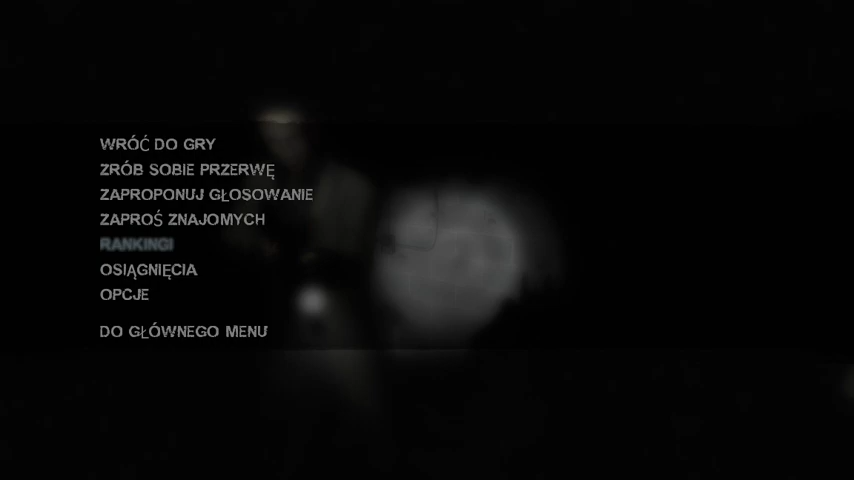 WRÓĆ DO GRY
ZRÓB SOBIE PRZERWĘ
ZAPROPONUJ GŁOSOWANIE
ZAPROŚ ZNAJOMYCH
RANKINGI
OSIĄGNIĘCIA
OPCJE
DO GŁÓWNEGO MENU